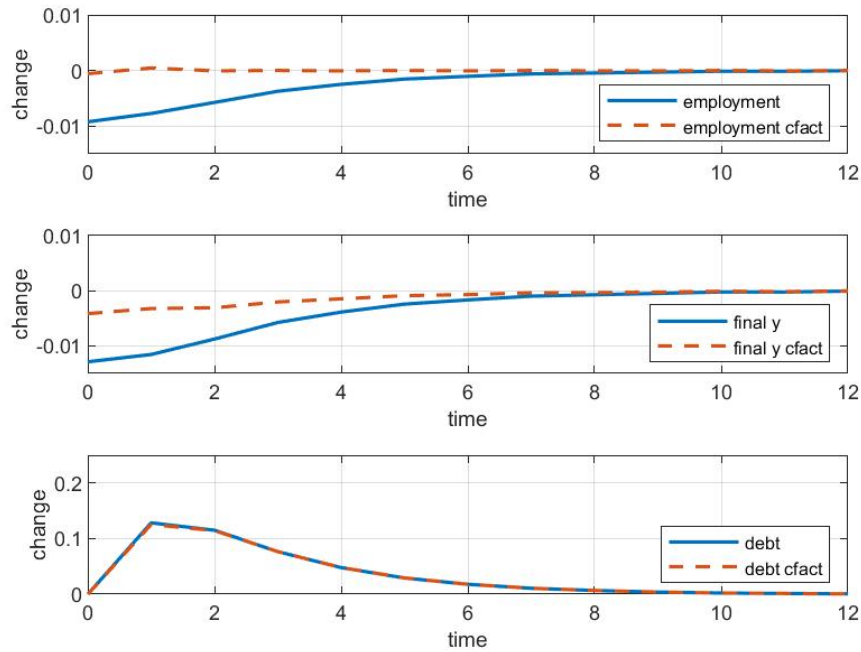 0.01
0
-0.01
change
employment
employment cfact
0 2 4 6 8 10 12
time
0.01
0
-0.01
change
final y
final y cfact
0 2 4 6 8 10 12
time
0.2
0.1
0
change
debt
debt cfact
0 2 4 6 8 10 12
time